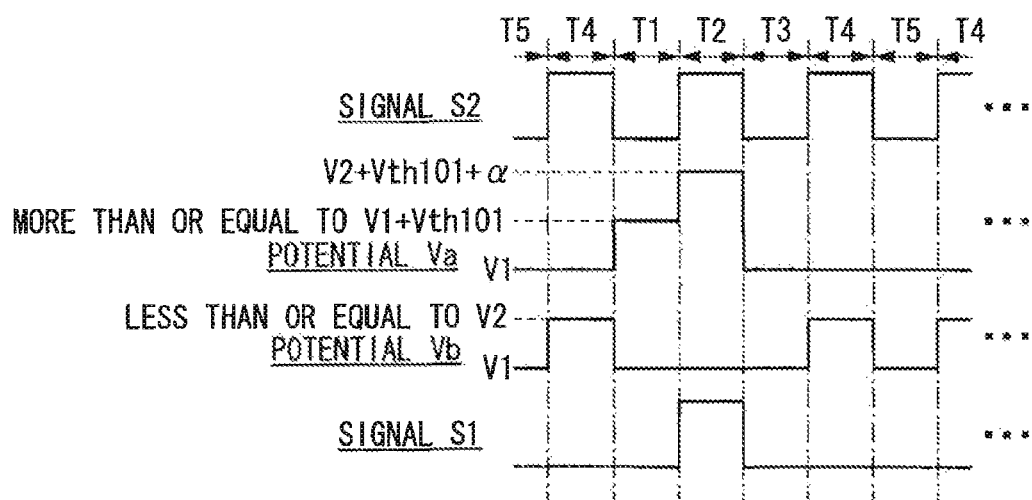 T5 T4 T1 T2 T3 T4 T5 T4
SIGNAL S2
V2+Vth101+α
MORE THAN OR EQUAL TO V1+Vth101
POTENTIAL Va
V1
LESS THAN OR EQUAL TO V2
POTENTIAL Vb
V1
SIGNAL S1